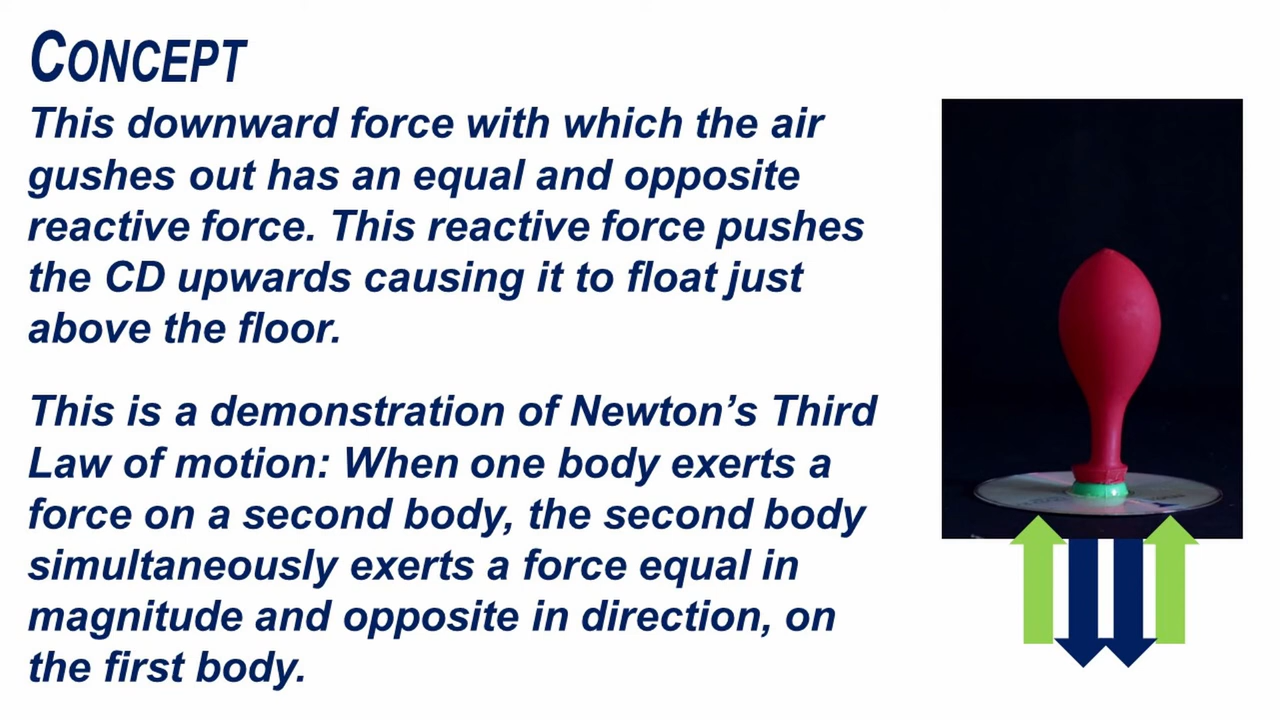 CONCEPT
This downward force with which the air
gushes out has an equal and opposite
reactive force. This reactive force pushes
the CD upwards causing it to float just
above the floor.
This is a demonstration of Newton’s Third
Law of motion: When one body exerts a
force on a second body, the second body
simultaneously exerts a force equal in
magnitude and opposite in direction, on
the first body.